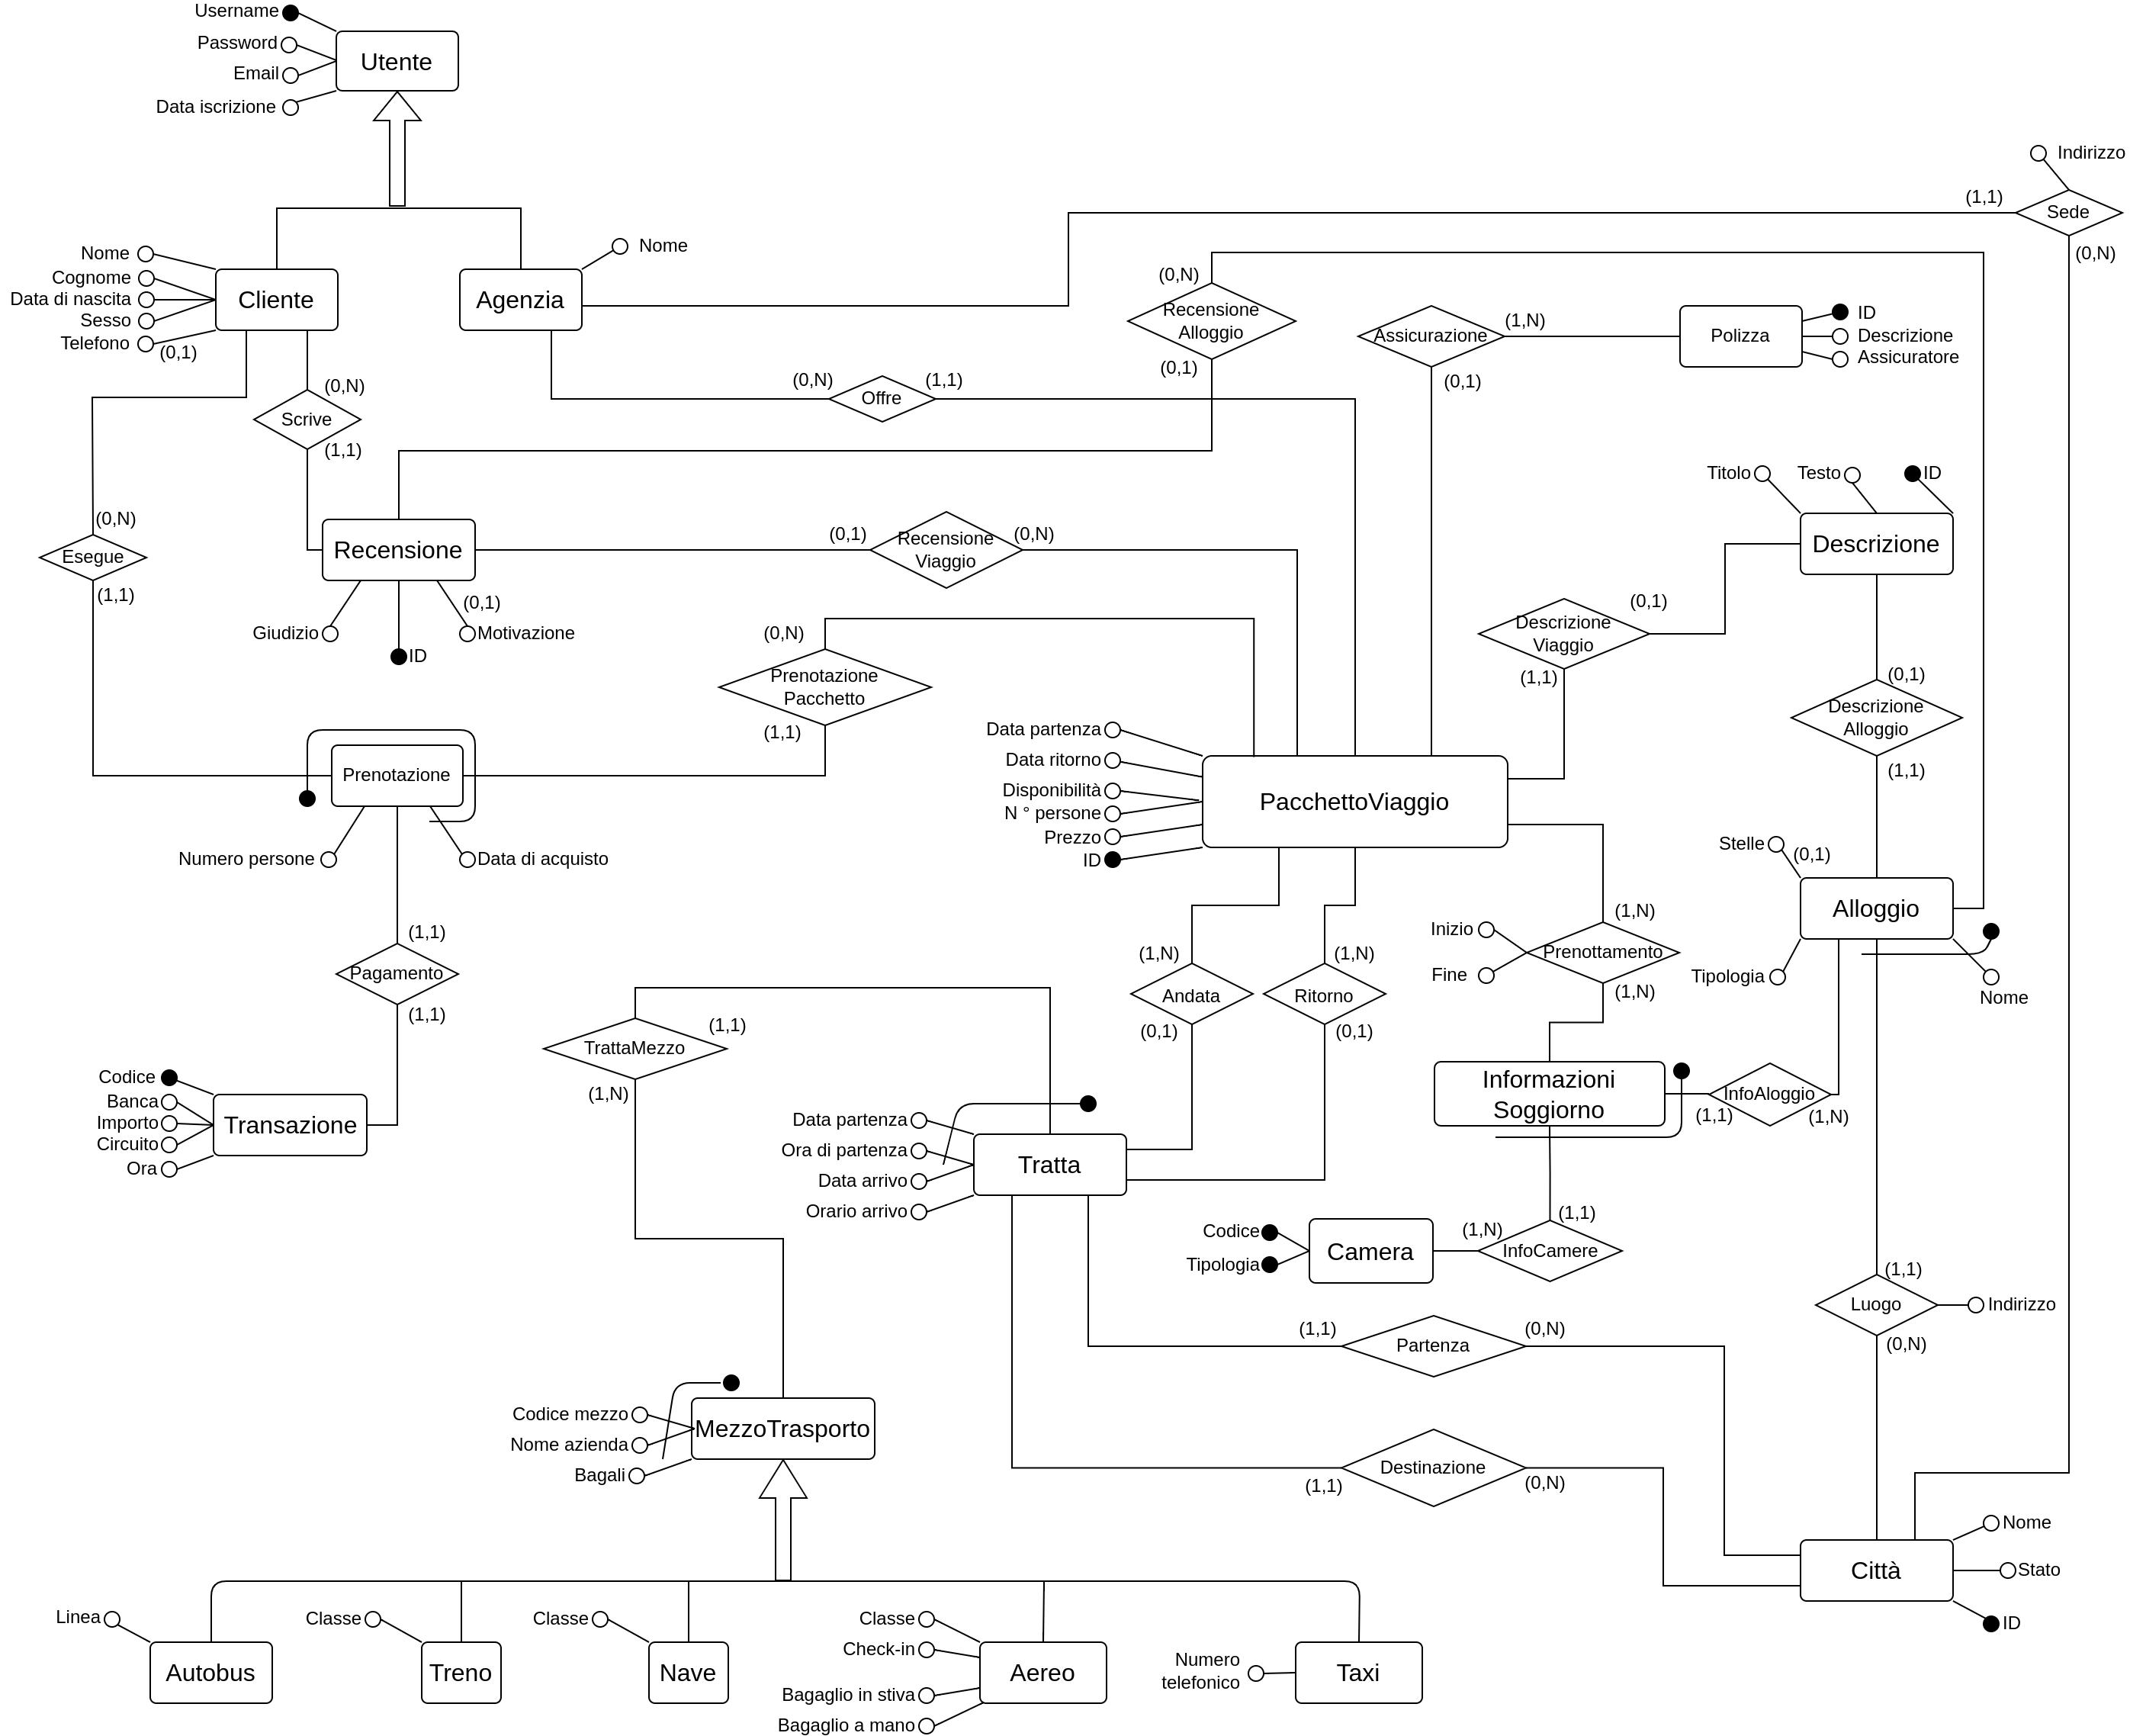 Username
Password
Utente
Email
Data iscrizione
Indirizzo
(1,1)
Sede
(0,N)
Nome
Nome
Cognome
Data di nascita
Sesso
Telefono
(0,1)
Cliente
Agenzia
(0,N)
Recensione
Alloggio
(0,1)
Assicurazione
(1,N)
(0,1)
Polizza
ID
Descrizione
Assicuratore
(0,N)
Scrive
(1,1)
(0,N)
Offre
(1,1)
Titolo
Testo
ID
Descrizione
(0,N)
Esegue
(1,1)
Recensione
(0,1)
Recensione
Viaggio
(0,N)
(0,1)
Giudizio
Motivazione
ID
(0,N)
Prenotazione
Pacchetto
(1,1)
Descrizione
Viaggio
(0,1)
(1,1)
(0,1)
Descrizione
Alloggio
(1,1)
Data partenza
Data ritorno
Disponibilità
N ° persone
Prezzo
ID
PacchettoViaggio
Prenotazione
Numero persone
Data di acquisto
Stelle
(0,1)
Alloggio
Tipologia
Nome
(1,1)
Pagamento
(1,1)
(1,N)
Andata
(0,1)
(1,N)
Ritorno
(0,1)
Inizio
Fine
(1,N)
Prenottamento
(1,N)
TrattaMezzo
(1,1)
(1,N)
Codice
Banca
Importo
Circuito
Ora
Transazione
Informazioni
Soggiorno
InfoAloggio
(1,1)
(1,N)
Data partenza
Ora di partenza
Data arrivo
Orario arrivo
Tratta
Codice
Tipologia
Camera
(1,N)
InfoCamere
(1,1)
(1,1)
Luogo
Indirizzo
(0,N)
(1,1)
Partenza
(0,N)
Codice mezzo
Nome azienda
Bagali
MezzoTrasporto
Destinazione
(1,1)
(0,N)
Nome
Città
Stato
ID
Linea
Autobus
Classe
Treno
Classe
Nave
Classe
Check-in
Bagaglio in stiva
Bagaglio a mano
Aereo
Numero
telefonico
Taxi